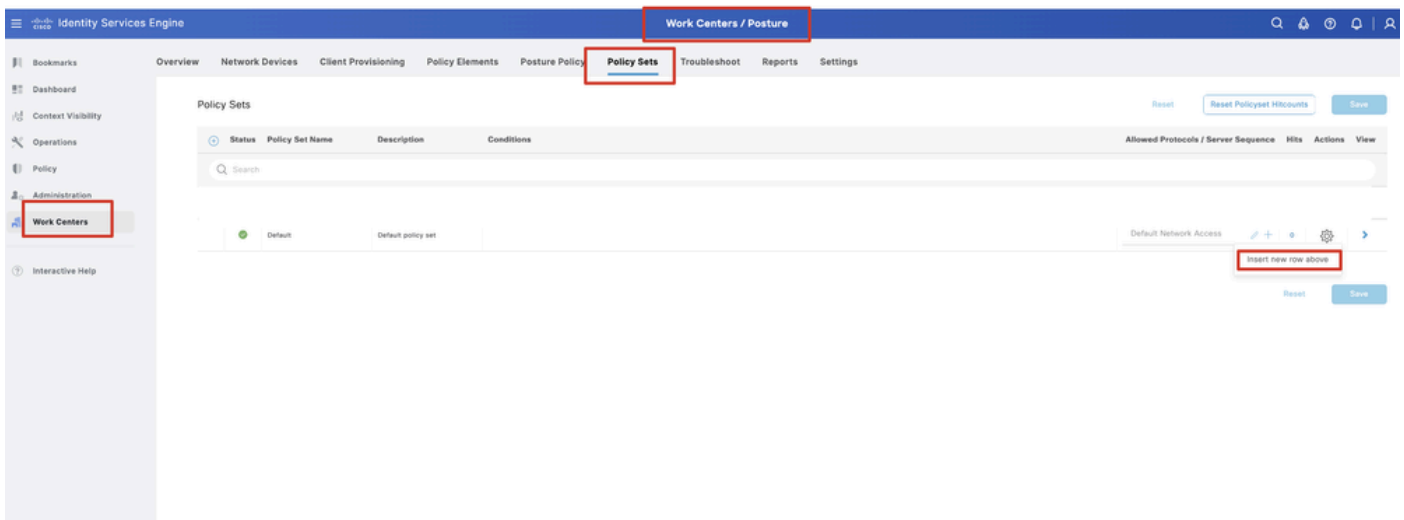 cisco Identity Services Engine
Work Centers / Posture
Bookmarks
Dashboard
Context Visibility
Operations
Policy
Administration
Work Centers
Interactive Help
Overview Network Devices Client Provisioning Policy Elements Posture Policy Policy Sets Troubleshoot Reports Settings
Policy Sets
Reset Reset Policyset Hitcounts Save
Status Policy Set Name Description Conditions Allowed Protocols / Server Sequence Hits Actions View
Search
Default Default policy set Default Network Access 0
Insert new row above
Reset Save